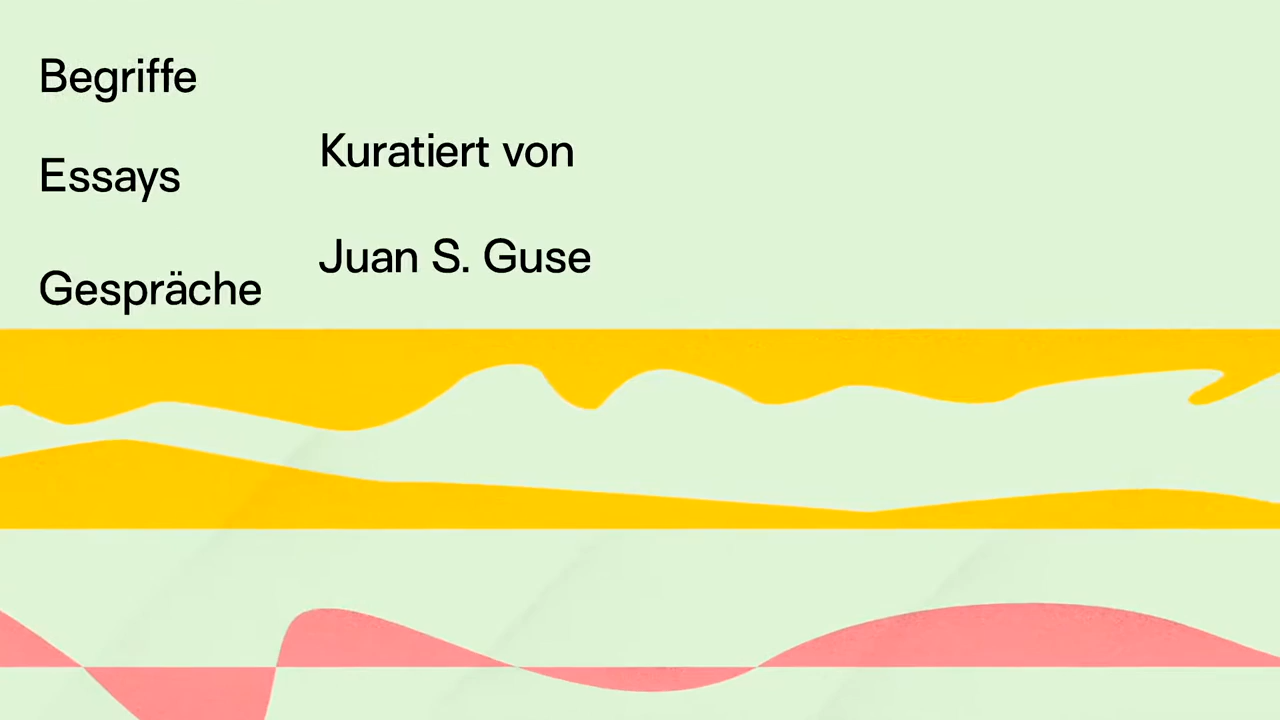 Begriffe
Essays
Gespräche
Kuratiert von
Juan S. Guse